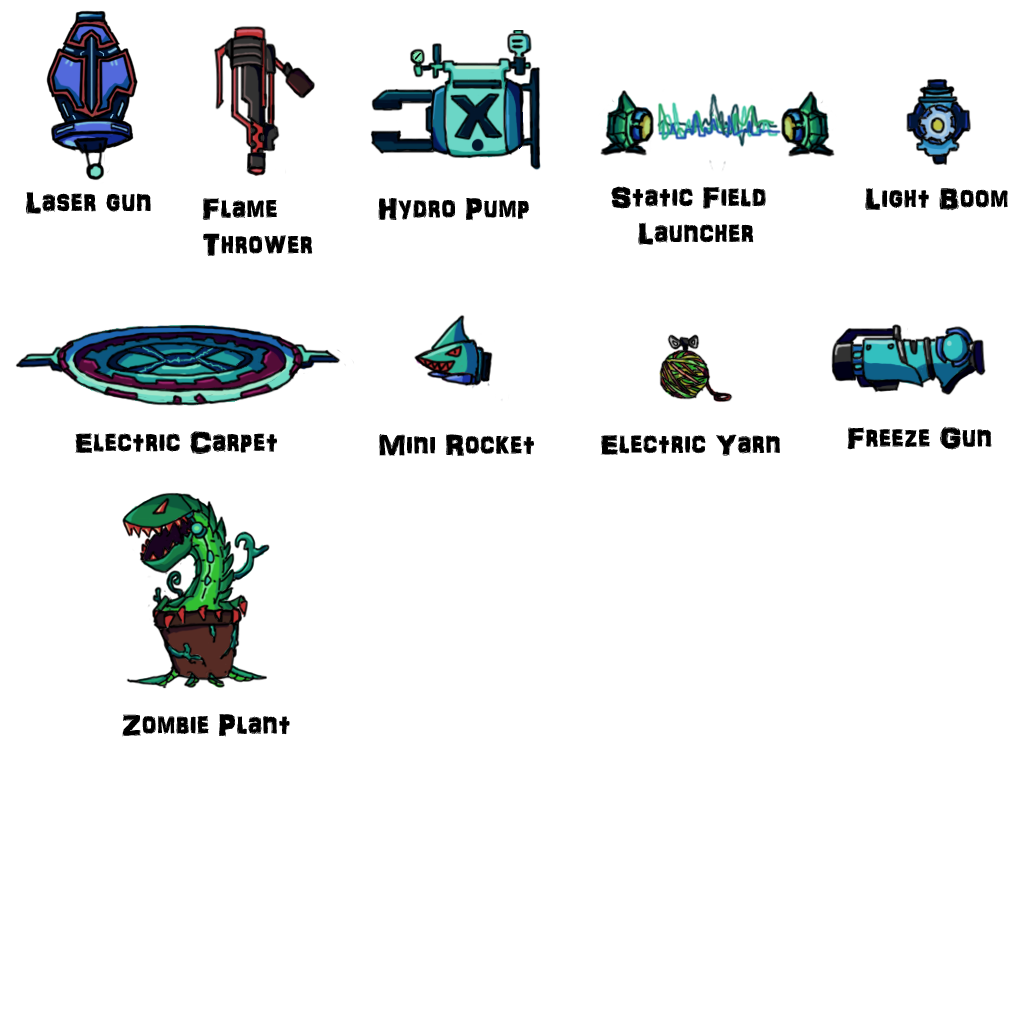 Laser gun
Flame
Thrower
Hydro Pump
Static Field
Launcher
Light Boom
Electric Carpet
Mini Rocket
Electric Yarn
Freeze Gun
Zombie Plant